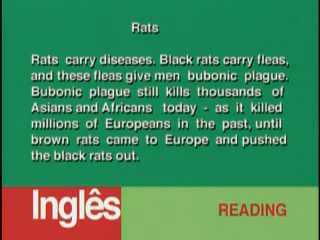 Rats
Rats carry diseases. Black rats carry fleas,
and these fleas give men bubonic plague.
Bubonic plague still kills thousands of
Asians and Africans today - as it killed
millions of Europeans in the past, until
brown rats came to Europe and pushed
the black rats out.
Inglês
READING